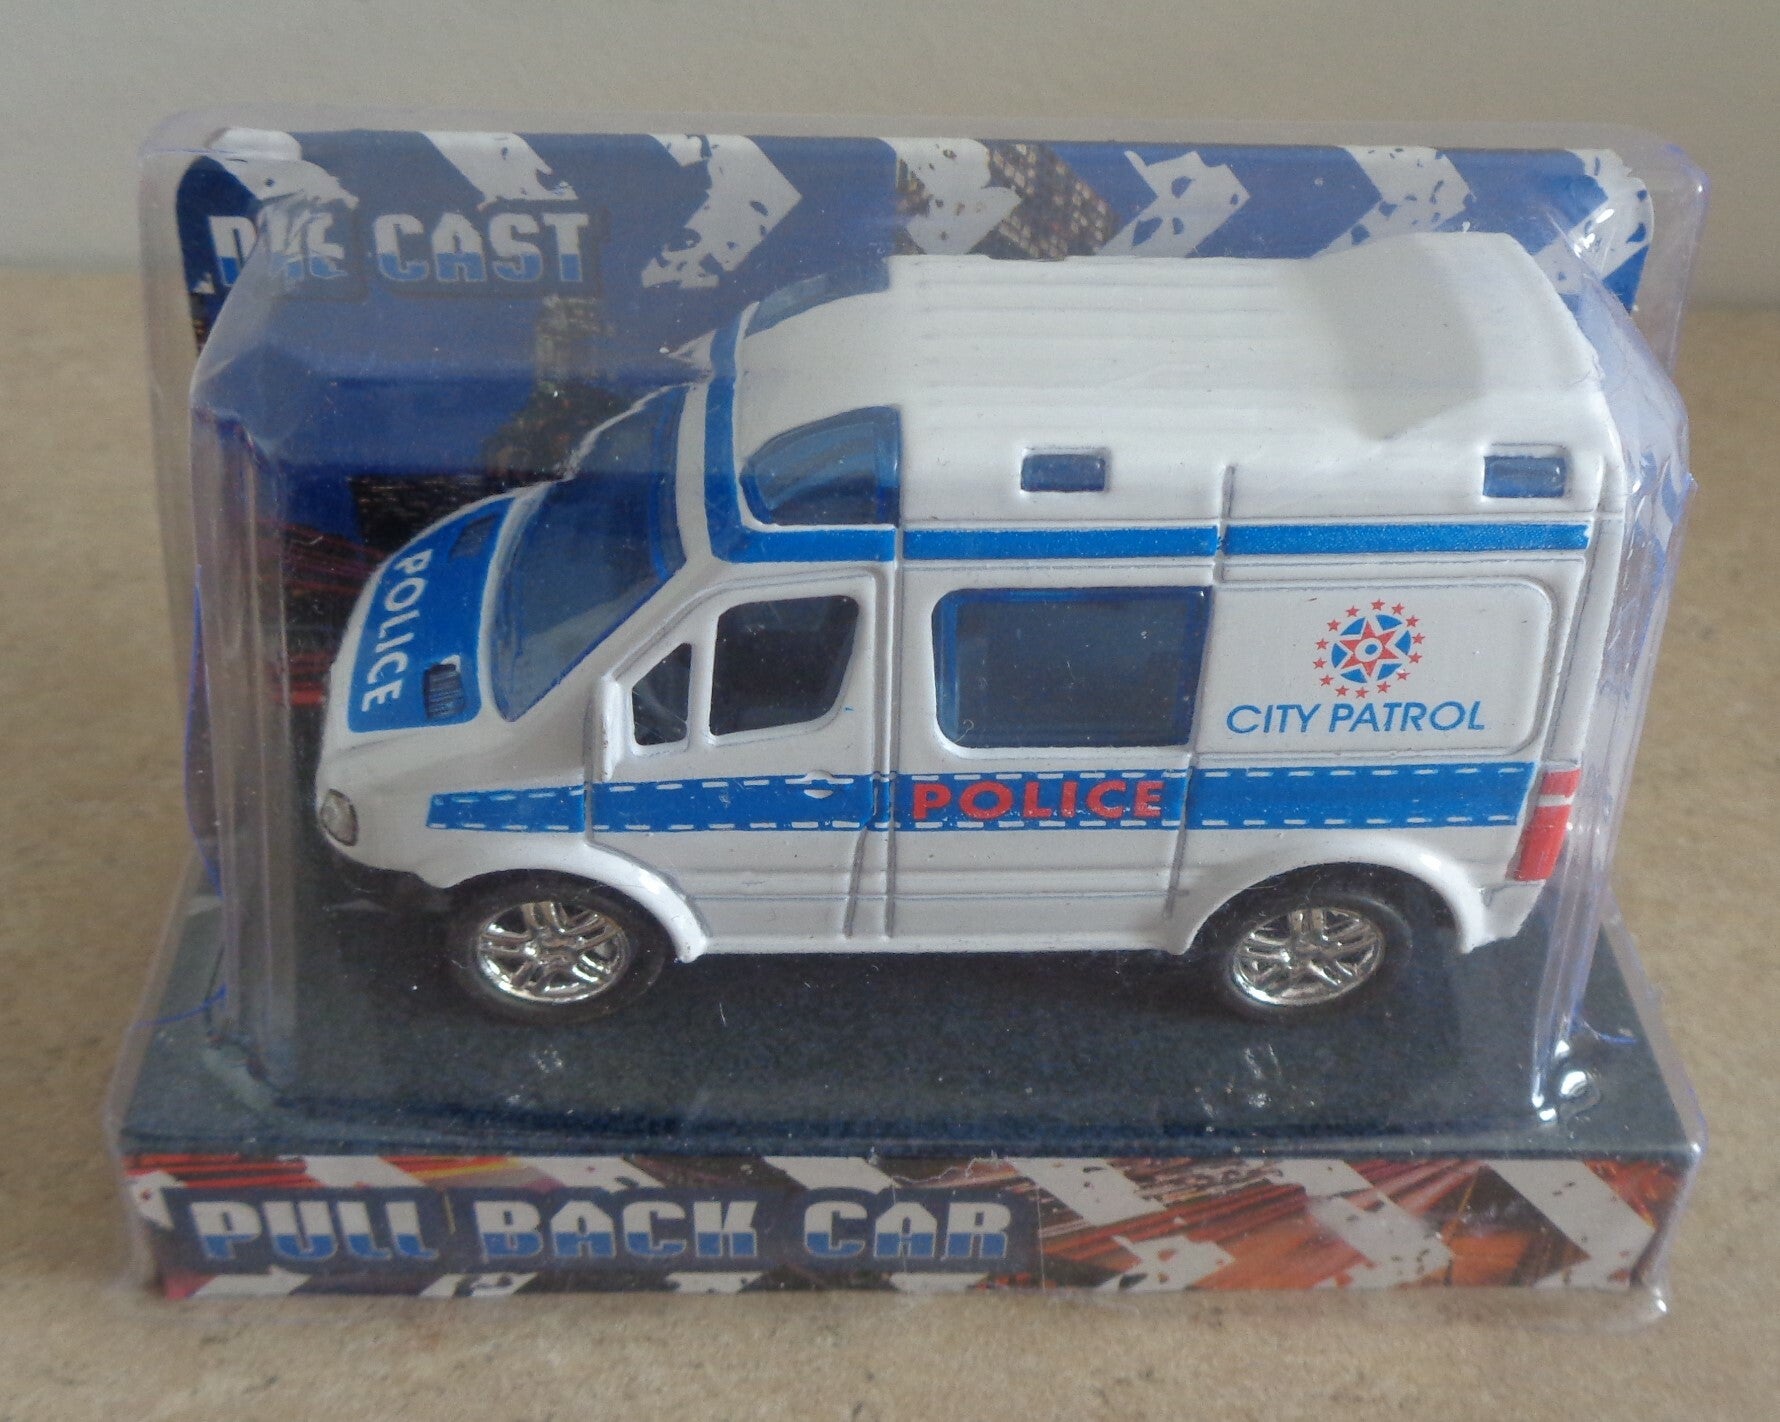 DIE CAST
POLICE
CITY PATROL
POLICE
PULL BACK CAR